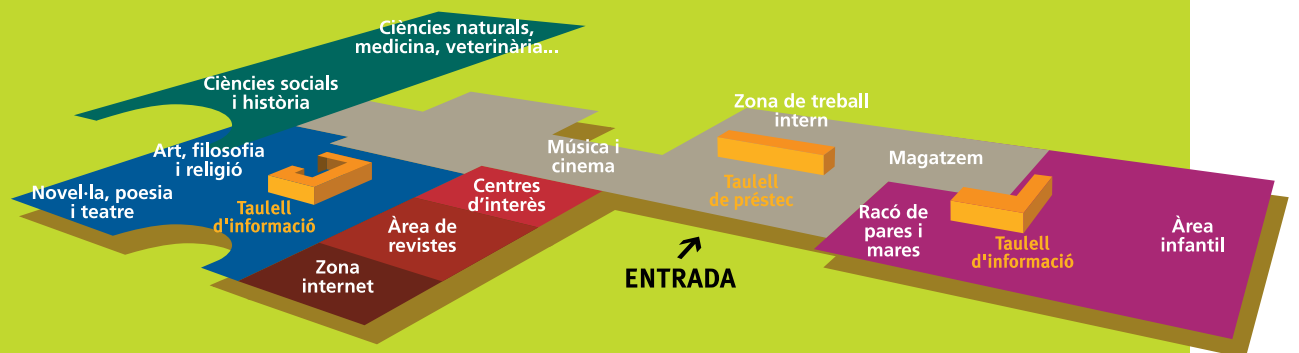 Ciències naturals,
medicina, veterinària...
Ciències socials
i història
Art, filosofia
i religió
Novel·la, poesia
i teatre
Taulell
d'informació
Centres
d'interès
Àrea de
revistes
Zona
internet
Música i
cinema
Zona de treball
intern
Taulell
de préstec
Magatzem
Racó de
pares i
mares
Taulell
d'informació
Àrea
infantil
ENTRADA